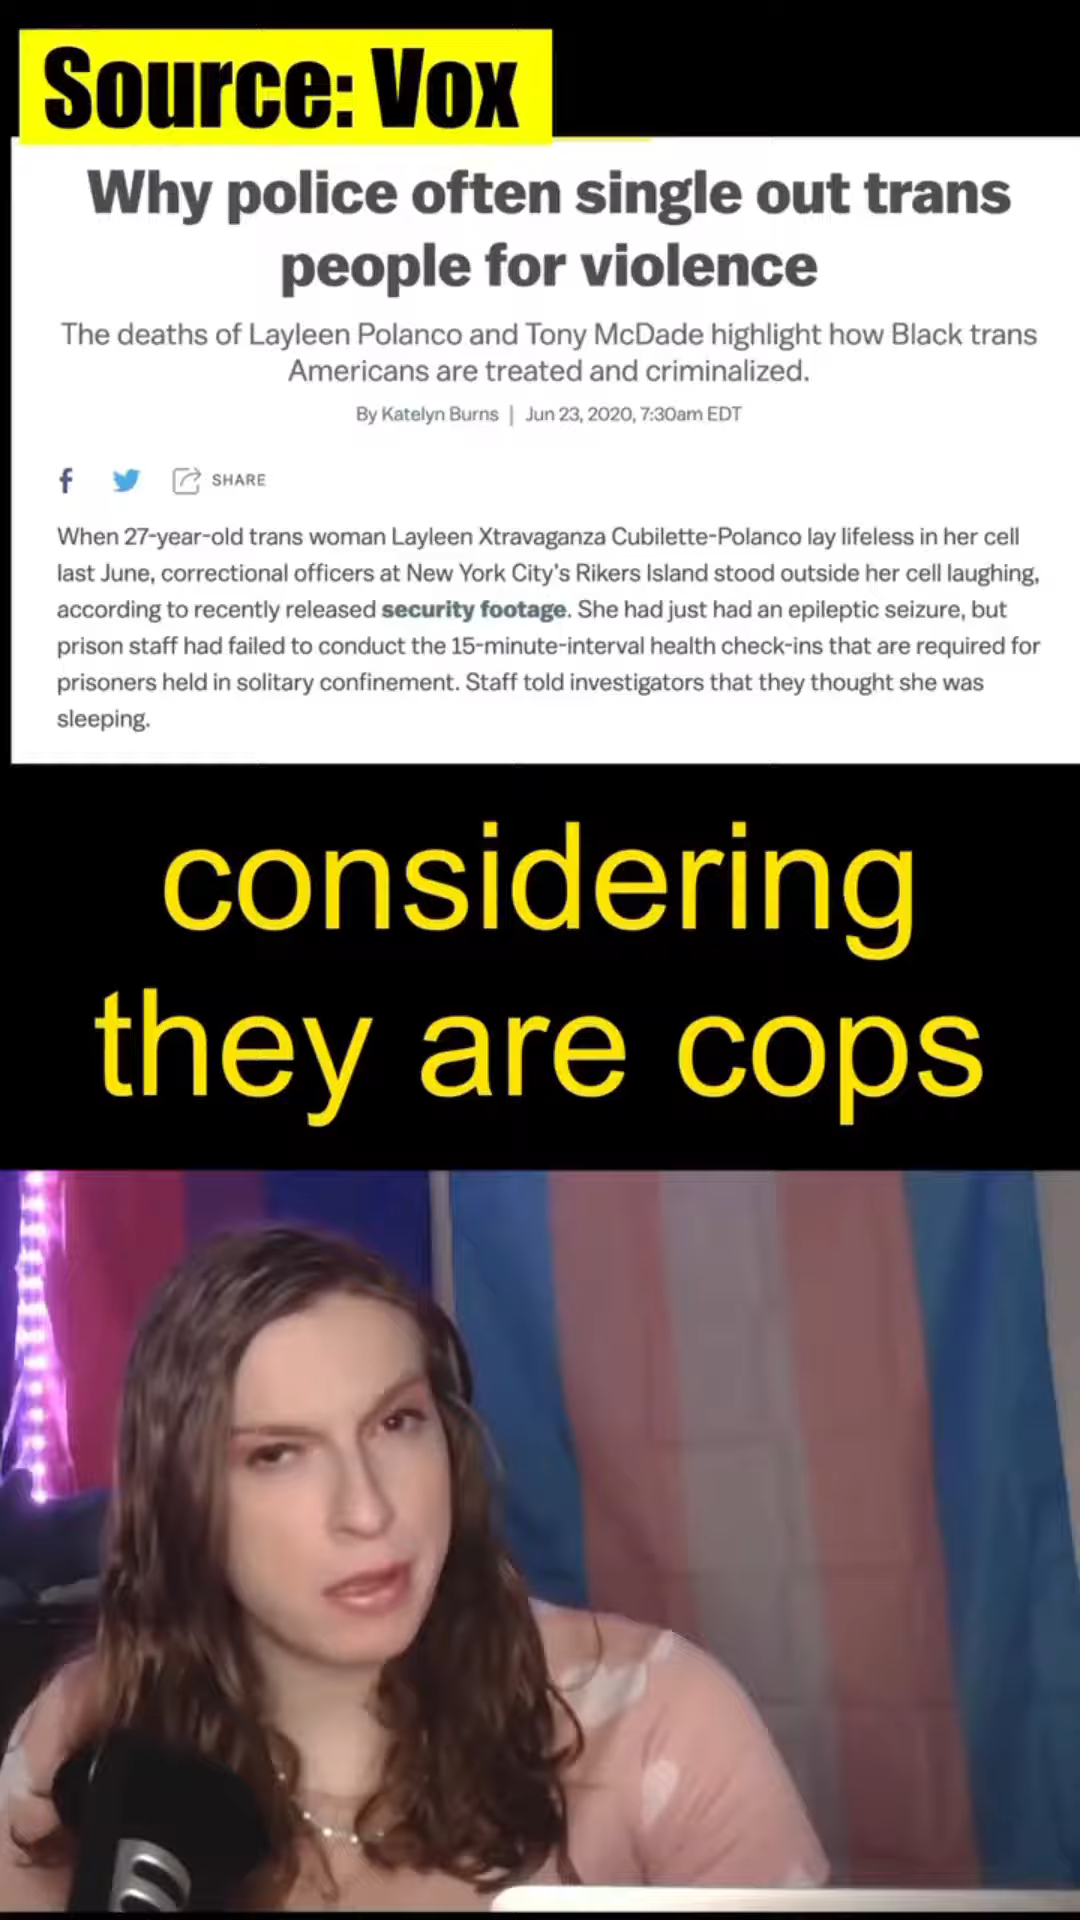 Source: Vox
Why police often single out trans
people for violence
The deaths of Layleen Polanco and Tony McDade highlight how Black trans
Americans are treated and criminalized.
By Katelyn Burns | Jun 23, 2020, 7:30am EDT
f SHARE
When 27-year-old trans woman Layleen Xtravaganza Cubilette-Polanco lay lifeless in her cell
last June, correctional officers at New York City's Rikers Island stood outside her cell laughing,
according to recently released security footage. She had just had an epileptic seizure, but
prison staff had failed to conduct the 15-minute-interval health check-ins that are required for
prisoners held in solitary confinement. Staff told investigators that they thought she was
sleeping.
considering
they are cops